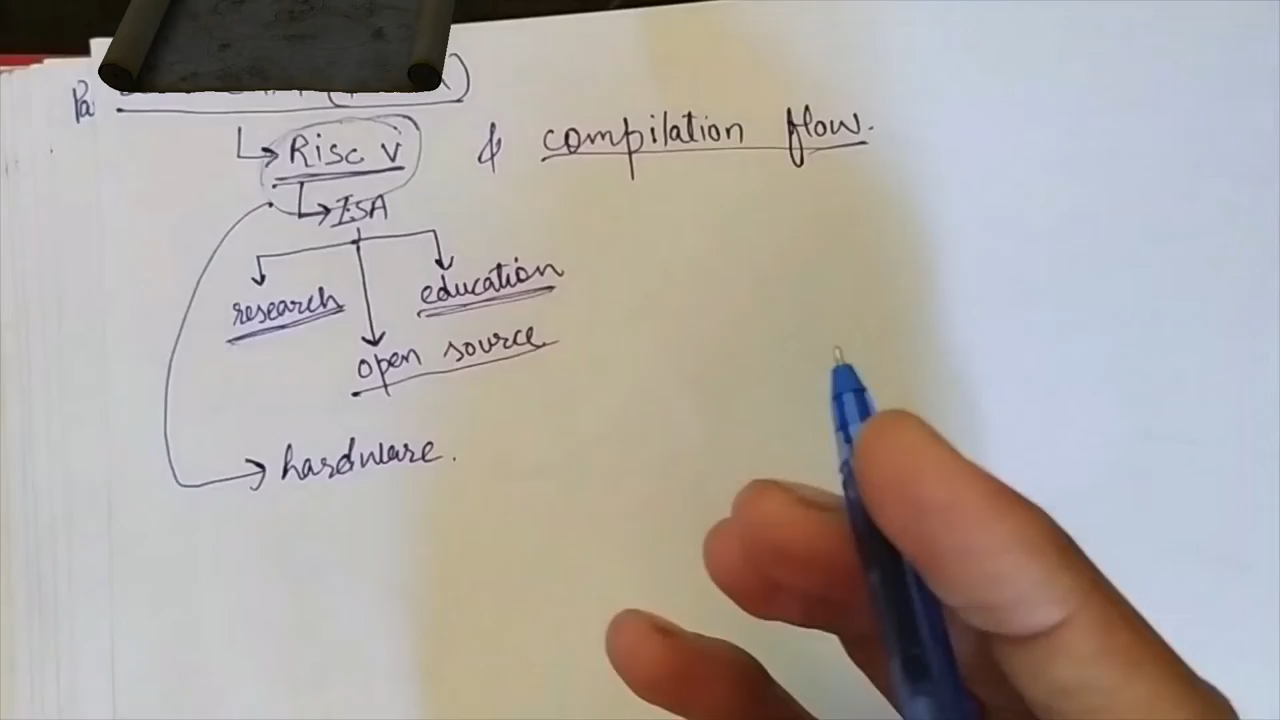 Risc v & compilation flow.
ISA
research education
open source
hardware.